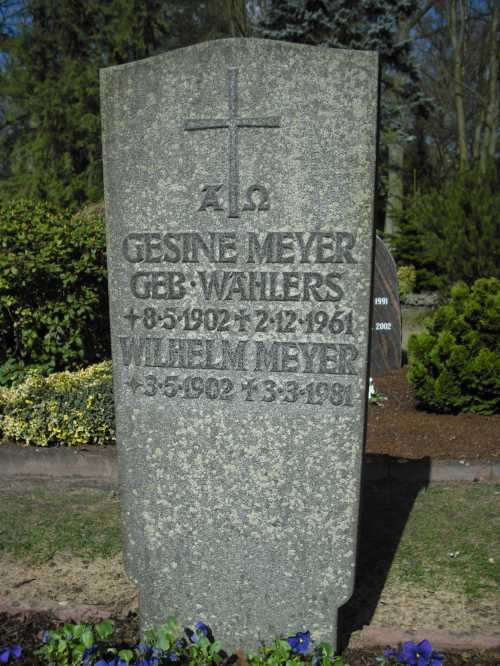 Α Ω
GESINE MEYER
GEB · WÄHLERS
*8·5·1902 ✝2·12·1961
WILHELM MEYER
*3·5·1902 ✝3·3·1981
1991
2002